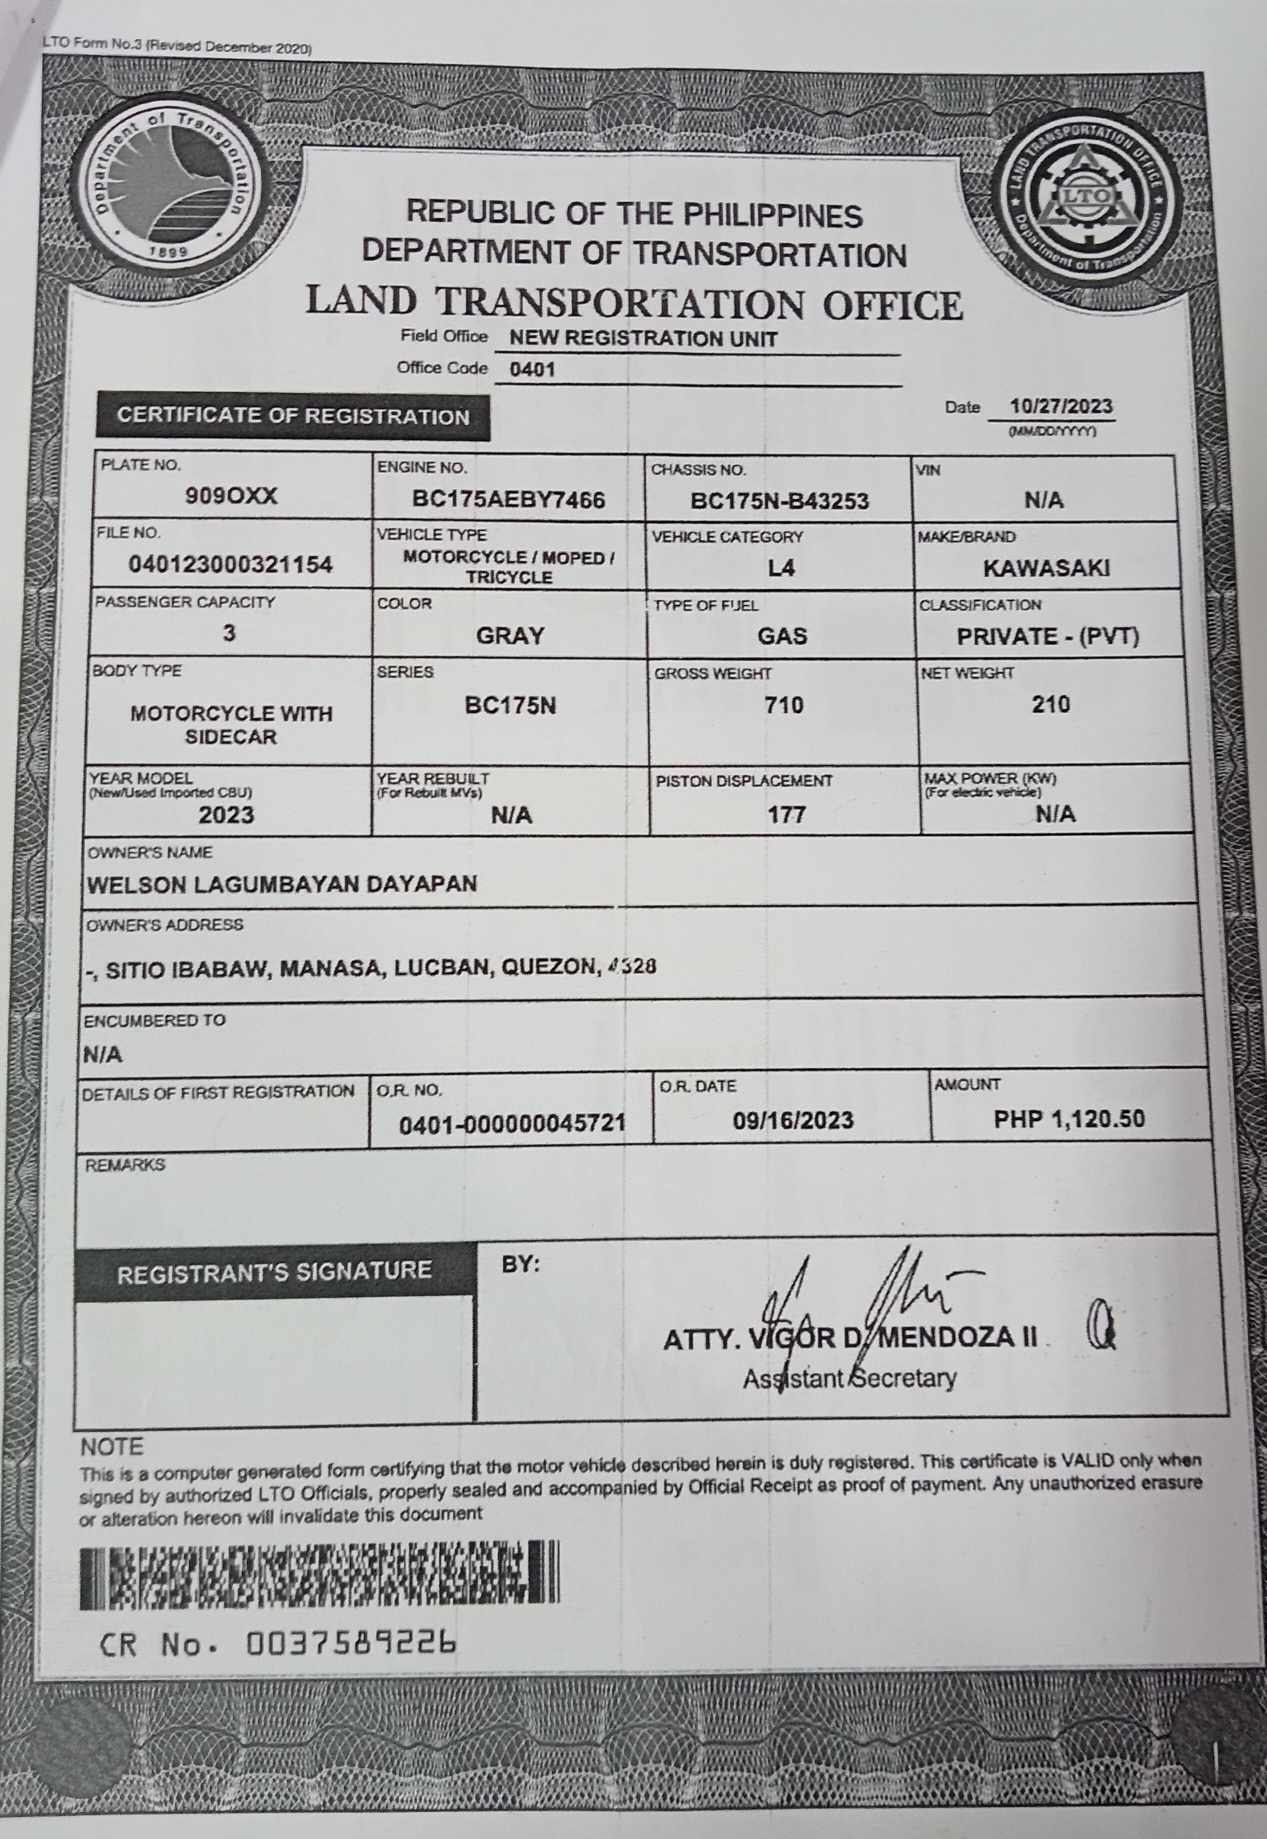 LTO Form No.3 (Revised December 2020)
Department of Transportation
1899
LAND TRANSPORTATION OFFICE
LTO
Department of Transportation
REPUBLIC OF THE PHILIPPINES
DEPARTMENT OF TRANSPORTATION
LAND TRANSPORTATION OFFICE
Field Office NEW REGISTRATION UNIT
Office Code 0401
CERTIFICATE OF REGISTRATION
Date 10/27/2023
(MM/DD/YYYY)
PLATE NO. ENGINE NO. CHASSIS NO. VIN
909OXX BC175AEBY7466 BC175N-B43253 N/A
FILE NO. VEHICLE TYPE VEHICLE CATEGORY MAKE/BRAND
040123000321154 MOTORCYCLE / MOPED / TRICYCLE L4 KAWASAKI
PASSENGER CAPACITY COLOR TYPE OF FUEL CLASSIFICATION
3 GRAY GAS PRIVATE - (PVT)
BODY TYPE SERIES GROSS WEIGHT NET WEIGHT
MOTORCYCLE WITH SIDECAR BC175N 710 210
YEAR MODEL YEAR REBUILT PISTON DISPLACEMENT MAX POWER (KW)
(New/Used Imported CBU) (For Rebuilt MVs) (For electric vehicle)
2023 N/A 177 N/A
OWNER'S NAME
WELSON LAGUMBAYAN DAYAPAN
OWNER'S ADDRESS
-, SITIO IBABAW, MANASA, LUCBAN, QUEZON, 4328
ENCUMBERED TO
N/A
DETAILS OF FIRST REGISTRATION O.R. NO. O.R. DATE AMOUNT
0401-000000045721 09/16/2023 PHP 1,120.50
REMARKS
REGISTRANT'S SIGNATURE BY:
ATTY. VIGOR D. MENDOZA II
Assistant Secretary
NOTE
This is a computer generated form certifying that the motor vehicle described herein is duly registered. This certificate is VALID only when
signed by authorized LTO Officials, properly sealed and accompanied by Official Receipt as proof of payment. Any unauthorized erasure
or alteration hereon will invalidate this document
CR No. 0037589226